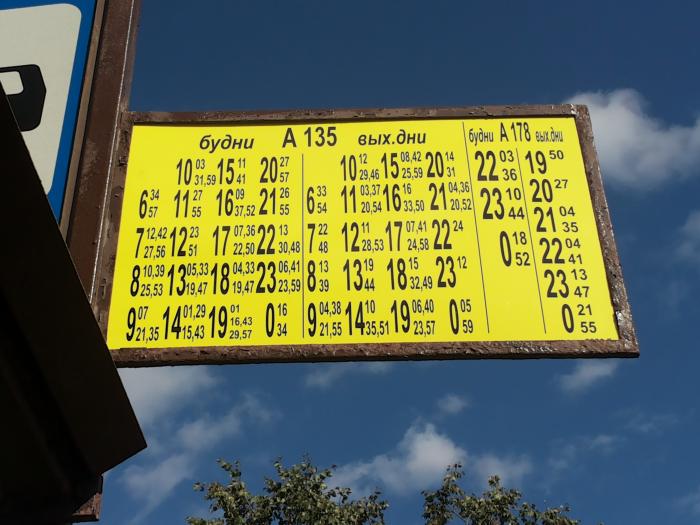 будни А 135 вых.дни будни А 178 вых.дни
10 03 31,59 15 11 41 20 27 57 10 12 29,46 15 08,42 25,59 20 14 31 22 03 36 19 50
6 34 57 11 27 55 16 09 37,52 21 26 55 6 33 54 11 03,37 20,54 16 16 33,50 21 04,36 20,52 23 10 44 20 27
7 12,42 27,56 12 23 51 17 07,36 22,50 22 13 30,48 7 22 48 12 11 28,53 17 07,41 24,58 22 24 0 18 52 21 04 35
8 10,39 25,53 13 05,33 19,47 18 04,33 19,47 23 06,41 23,59 8 13 39 13 19 44 18 15 32,49 23 12 22 04 41
9 07 21,35 14 01,29 15,43 19 01 16,43 29,57 0 16 34 9 04,38 21,55 14 10 35,51 19 06,40 23,57 0 05 59 23 13 47
0 21 55